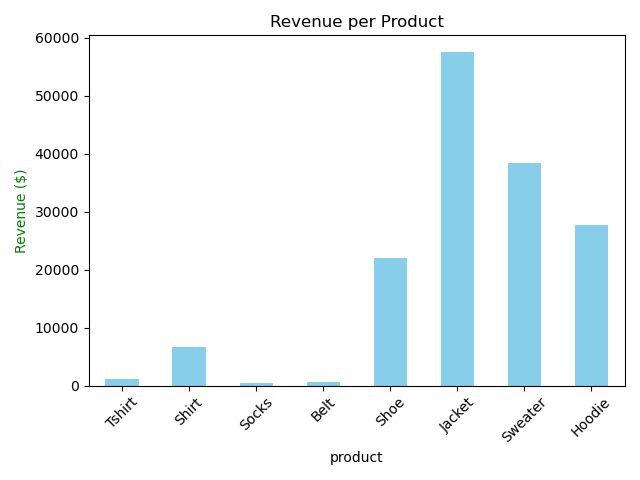 Revenue per Product
60000
50000
40000
30000
20000
10000
0
Revenue ($)
Tshirt
Shirt
Socks
Belt
Shoe
Jacket
Sweater
Hoodie
product